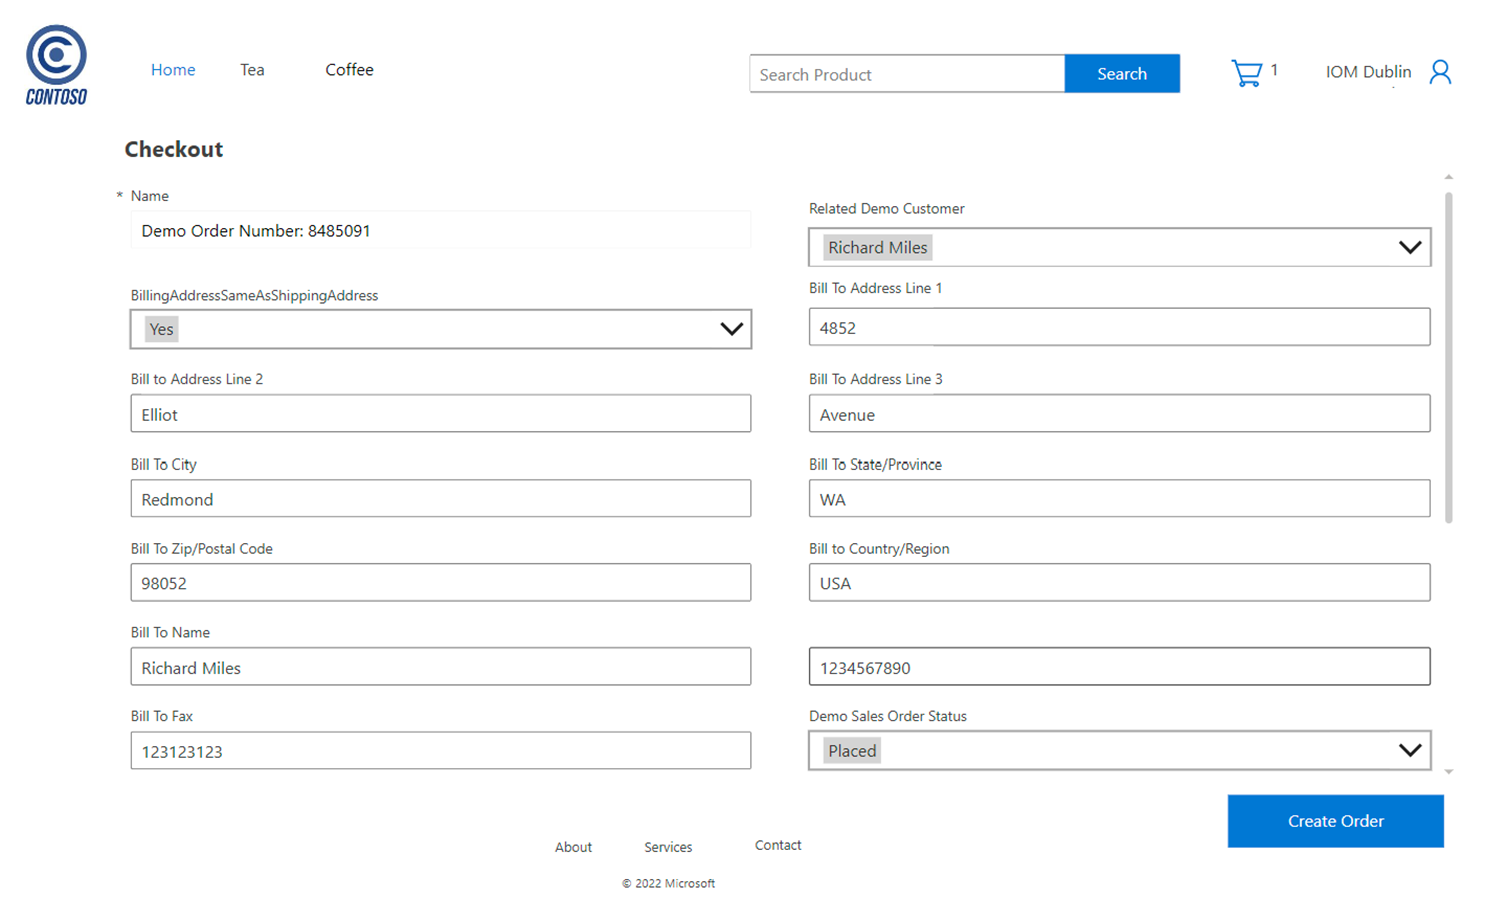 CONTOSO
Home Tea Coffee
Search Product Search 1 IOM Dublin
Checkout
* Name
Demo Order Number: 8485091
Related Demo Customer
Richard Miles
BillingAddressSameAsShippingAddress
Yes
Bill To Address Line 1
4852
Bill to Address Line 2
Elliot
Bill To Address Line 3
Avenue
Bill To City
Redmond
Bill To State/Province
WA
Bill To Zip/Postal Code
98052
Bill to Country/Region
USA
Bill To Name
Richard Miles
1234567890
Bill To Fax
123123123
Demo Sales Order Status
Placed
Create Order
About Services Contact
© 2022 Microsoft